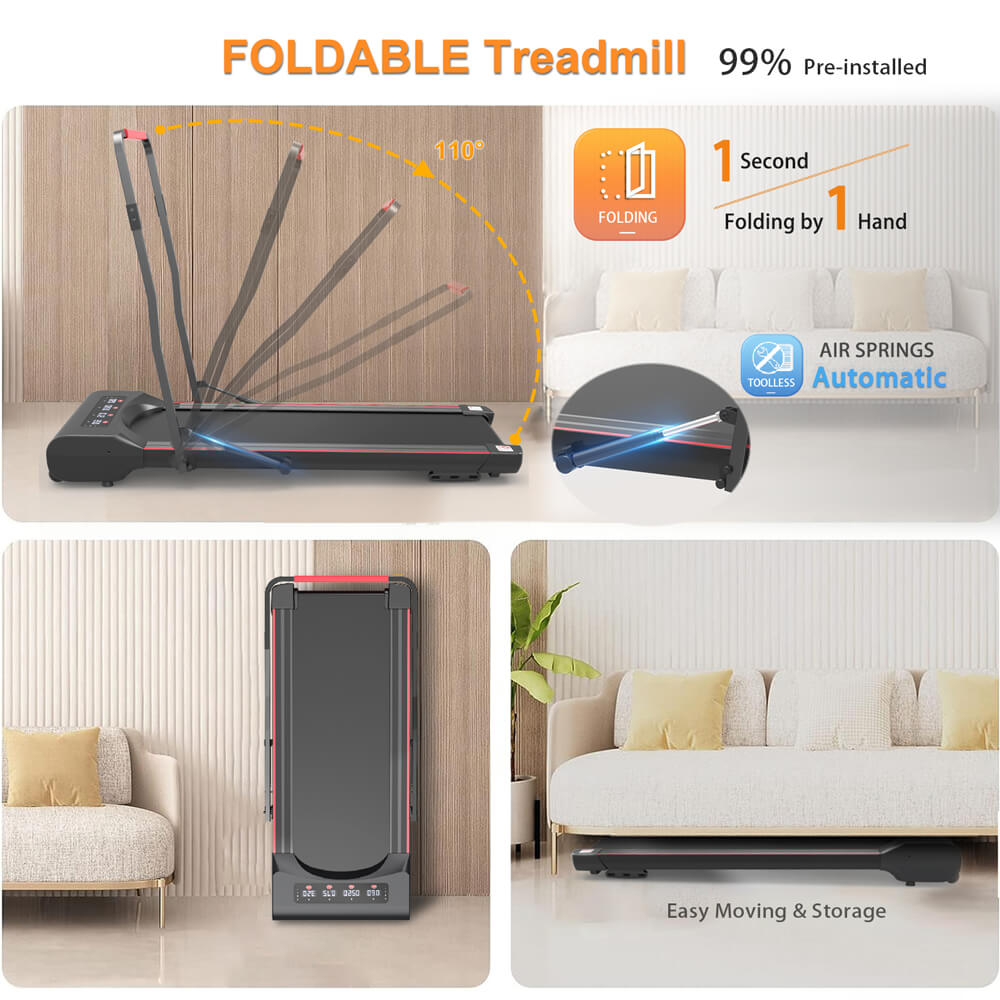 FOLDABLE Treadmill 99% Pre-installed
110°
FOLDING
1 Second
Folding by 1 Hand
TOOLLESS
AIR SPRINGS
Automatic
Easy Moving & Storage